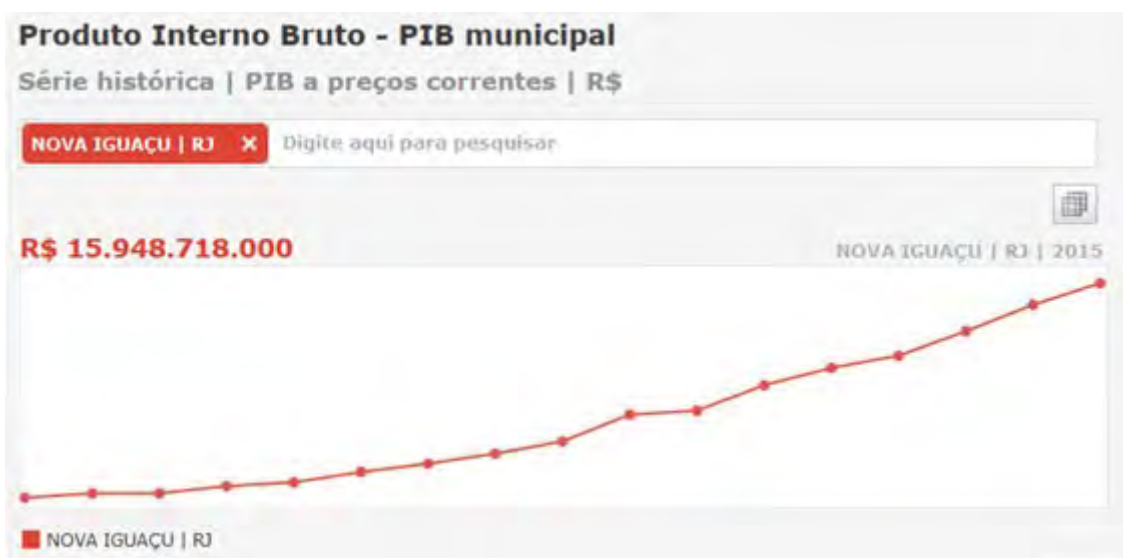 Produto Interno Bruto - PIB municipal
Série histórica | PIB a preços correntes | R$
NOVA IGUAÇU | RJ X Digite aqui para pesquisar
R$ 15.948.718.000
NOVA IGUAÇU | RJ | 2015
NOVA IGUAÇU | RJ